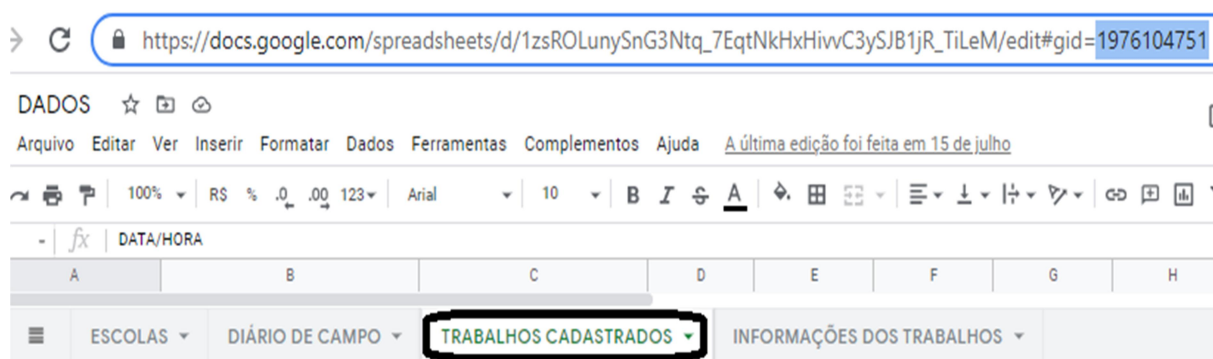 https://docs.google.com/spreadsheets/d/1zsROLunySnG3Ntq_7EqtNkHxHivvC3ySJB1jR_TiLeM/edit#gid=1976104751
DADOS
Arquivo Editar Ver Inserir Formatar Dados Ferramentas Complementos Ajuda A última edição foi feita em 15 de julho
100% R$ % .0 .00 123 Arial 10 B I S A
fx DATA/HORA
A B C D E F G H
ESCOLAS DIÁRIO DE CAMPO TRABALHOS CADASTRADOS INFORMAÇÕES DOS TRABALHOS